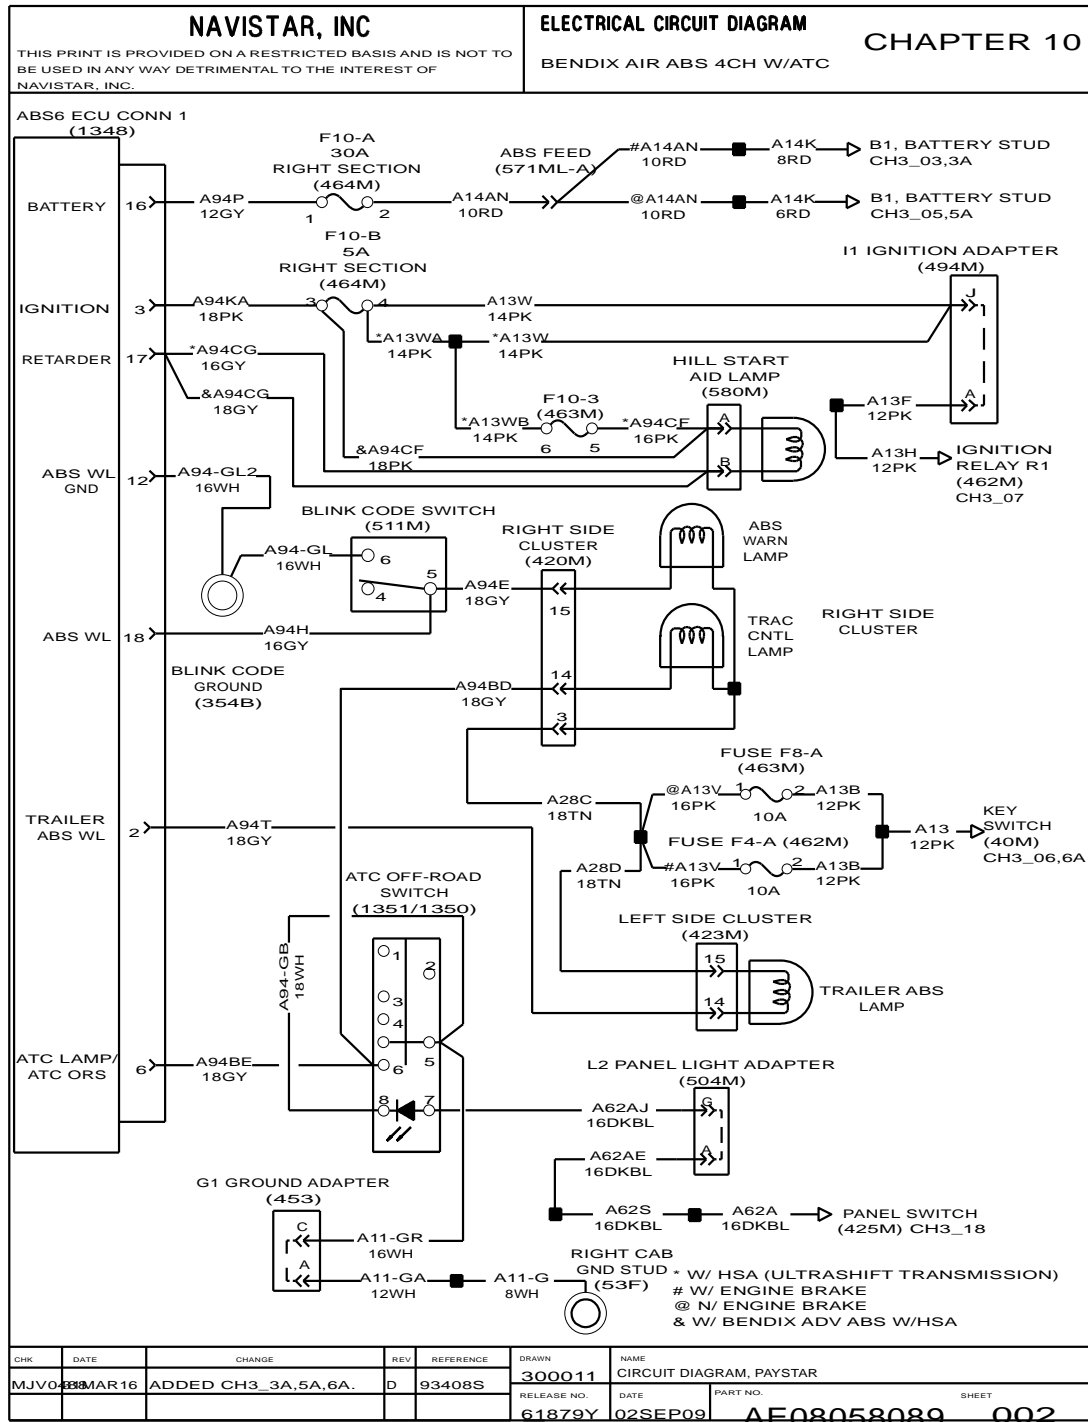 NAVISTAR, INC
THIS PRINT IS PROVIDED ON A RESTRICTED BASIS AND IS NOT TO
BE USED IN ANY WAY DETRIMENTAL TO THE INTEREST OF
NAVISTAR, INC.
ELECTRICAL CIRCUIT DIAGRAM
BENDIX AIR ABS 4CH W/ATC
CHAPTER 10
ABS6 ECU CONN 1
(1348)
BATTERY
16
A94P
12GY
F10-A
30A
RIGHT SECTION
(464M)
1
2
A14AN
10RD
ABS FEED
(571ML-A)
#A14AN
10RD
A14K
8RD
B1, BATTERY STUD
CH3_03,3A
@A14AN
10RD
A14K
6RD
B1, BATTERY STUD
CH3_05,5A
F10-B
5A
RIGHT SECTION
(464M)
IGNITION
3
A94KA
18PK
3
4
A13W
14PK
I1 IGNITION ADAPTER
(494M)
J
A
*A13WA
14PK
*A13W
14PK
RETARDER
17
*A94CG
16GY
&A94CG
18GY
HILL START
AID LAMP
(580M)
A
B
F10-3
(463M)
*A13WB
14PK
6
5
*A94CF
16PK
&A94CF
18PK
A13F
12PK
A13H
12PK
IGNITION
RELAY R1
(462M)
CH3_07
ABS WL
GND
12
A94-GL2
16WH
BLINK CODE SWITCH
(511M)
A94-GL
16WH
6
5
4
A94E
18GY
RIGHT SIDE
CLUSTER
(420M)
15
14
3
ABS
WARN
LAMP
TRAC
CNTL
LAMP
RIGHT SIDE
CLUSTER
ABS WL
18
A94H
16GY
BLINK CODE
GROUND
(354B)
A94BD
18GY
FUSE F8-A
(463M)
@A13V
16PK
1
2
10A
A13B
12PK
A28C
18TN
FUSE F4-A (462M)
#A13V
16PK
1
2
10A
A13B
12PK
A13
12PK
KEY
SWITCH
(40M)
CH3_06,6A
TRAILER
ABS WL
2
A94T
18GY
A28D
18TN
ATC OFF-ROAD
SWITCH
(1351/1350)
A94-GB
18WH
1
2
3
4
5
6
8
7
LEFT SIDE CLUSTER
(423M)
15
14
TRAILER ABS
LAMP
ATC LAMP/
ATC ORS
6
A94BE
18GY
L2 PANEL LIGHT ADAPTER
(504M)
G
A
A62AJ
16DKBL
A62AE
16DKBL
A62S
16DKBL
A62A
16DKBL
PANEL SWITCH
(425M) CH3_18
G1 GROUND ADAPTER
(453)
C
A
A11-GR
16WH
A11-GA
12WH
A11-G
8WH
RIGHT CAB
GND STUD
(53F)
* W/ HSA (ULTRASHIFT TRANSMISSION)
# W/ ENGINE BRAKE
@ N/ ENGINE BRAKE
& W/ BENDIX ADV ABS W/HSA
CHK DATE CHANGE REV REFERENCE
MAR16 ADDED CH3_3A,5A,6A. D 93408S
DRAWN
300011
NAME
CIRCUIT DIAGRAM, PAYSTAR
RELEASE NO.
61879Y
DATE
02SEP09
PART NO.
AE08058089
SHEET
002